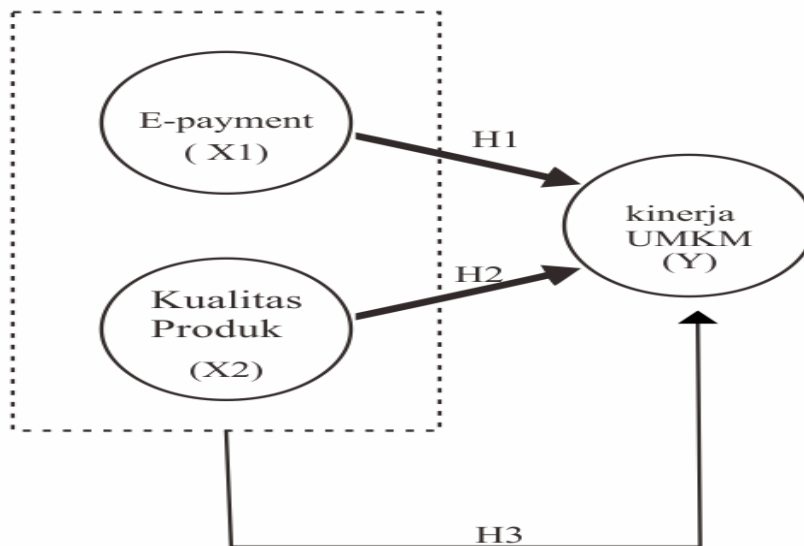 E-payment
( X1)
H1
kinerja
UMKM
(Y)
H2
Kualitas
Produk
(X2)
H3